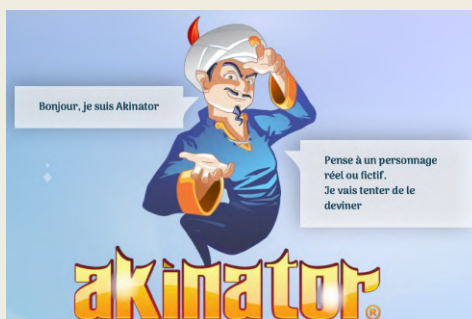 Bonjour, je suis Akinator
Pense à un personnage
réel ou fictif.
Je vais tenter de le
deviner
akinator®